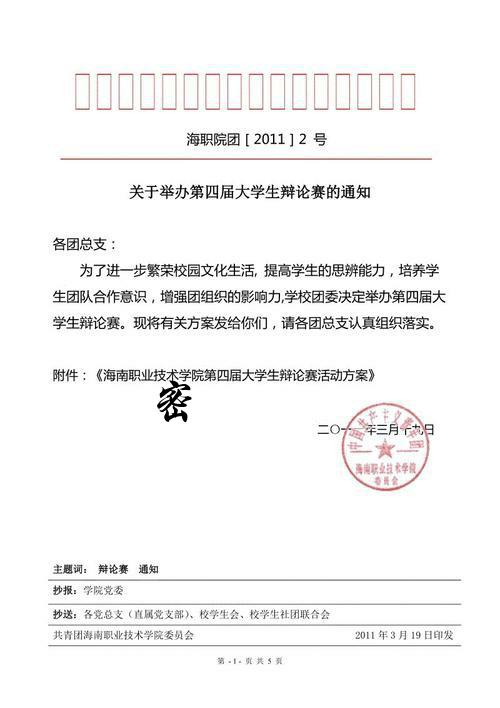 海职院团［2011］2 号
关于举办第四届大学生辩论赛的通知
各团总支：
为了进一步繁荣校园文化生活, 提高学生的思辨能力，培养学
生团队合作意识，增强团组织的影响力,学校团委决定举办第四届大
学生辩论赛。现将有关方案发给你们，请各团总支认真组织落实。
附件：《海南职业技术学院第四届大学生辩论赛活动方案》
密
二〇一 年三月十九日
中国共产主义青年团
海南职业技术学院
委员会
主题词： 辩论赛 通知
抄报：学院党委
抄送：各党总支（直属党支部）、校学生会、校学生社团联合会
共青团海南职业技术学院委员会 2011 年 3 月 19 日印发
第 - 1 - 页 共 5 页